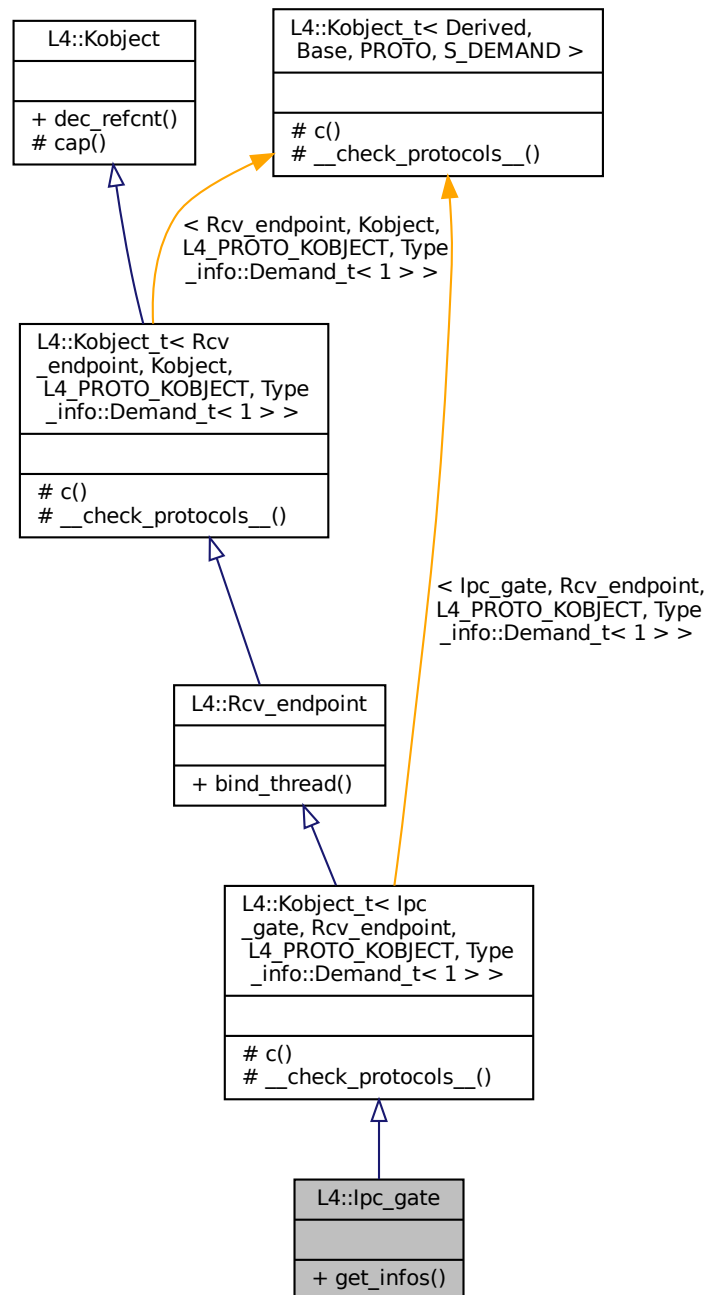 L4::Kobject
+ dec_refcnt()
# cap()
L4::Kobject_t< Derived,
Base, PROTO, S_DEMAND >
# c()
# __check_protocols__()
< Rcv_endpoint, Kobject,
L4_PROTO_KOBJECT, Type
_info::Demand_t< 1 > >
L4::Kobject_t< Rcv
_endpoint, Kobject,
L4_PROTO_KOBJECT, Type
_info::Demand_t< 1 > >
# c()
# __check_protocols__()
< Ipc_gate, Rcv_endpoint,
L4_PROTO_KOBJECT, Type
_info::Demand_t< 1 > >
L4::Rcv_endpoint
+ bind_thread()
L4::Kobject_t< Ipc
_gate, Rcv_endpoint,
L4_PROTO_KOBJECT, Type
_info::Demand_t< 1 > >
# c()
# __check_protocols__()
L4::Ipc_gate
+ get_infos()